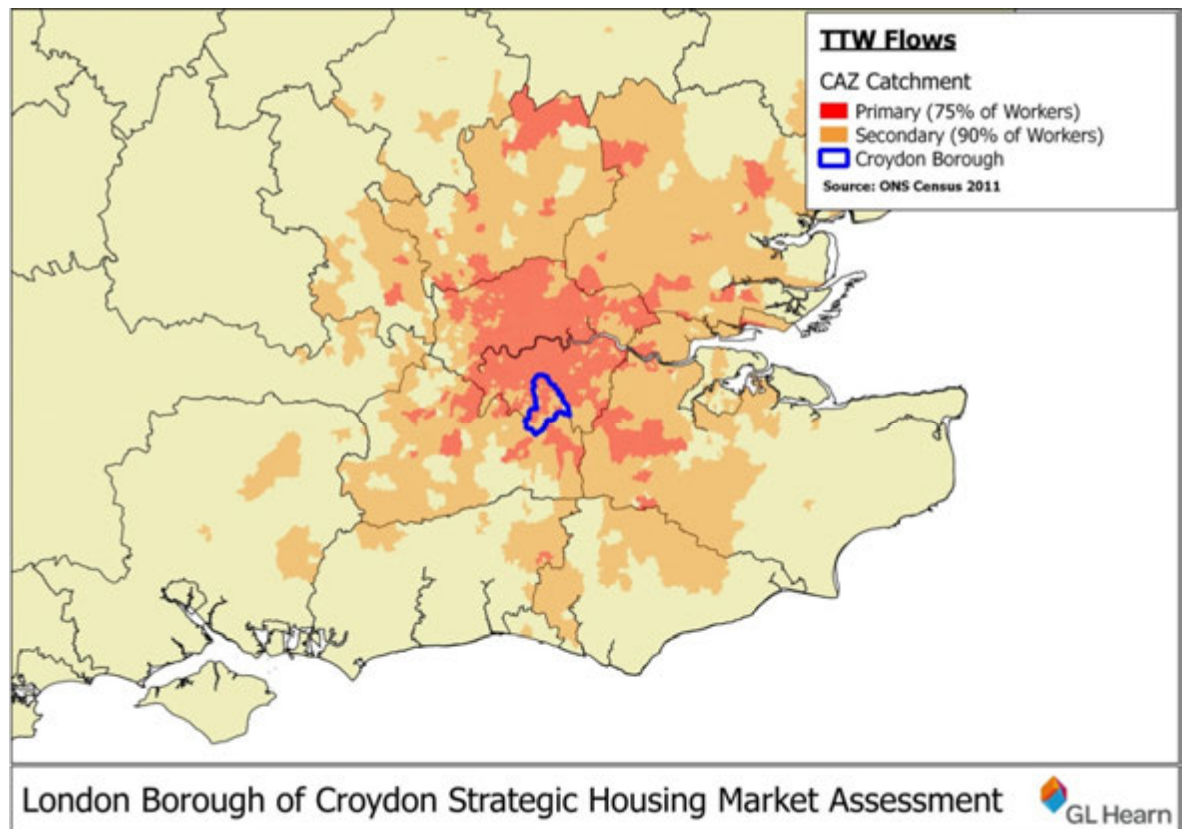 TTW Flows
CAZ Catchment
Primary (75% of Workers)
Secondary (90% of Workers)
Croydon Borough
Source: ONS Census 2011
London Borough of Croydon Strategic Housing Market Assessment
GL Hearn